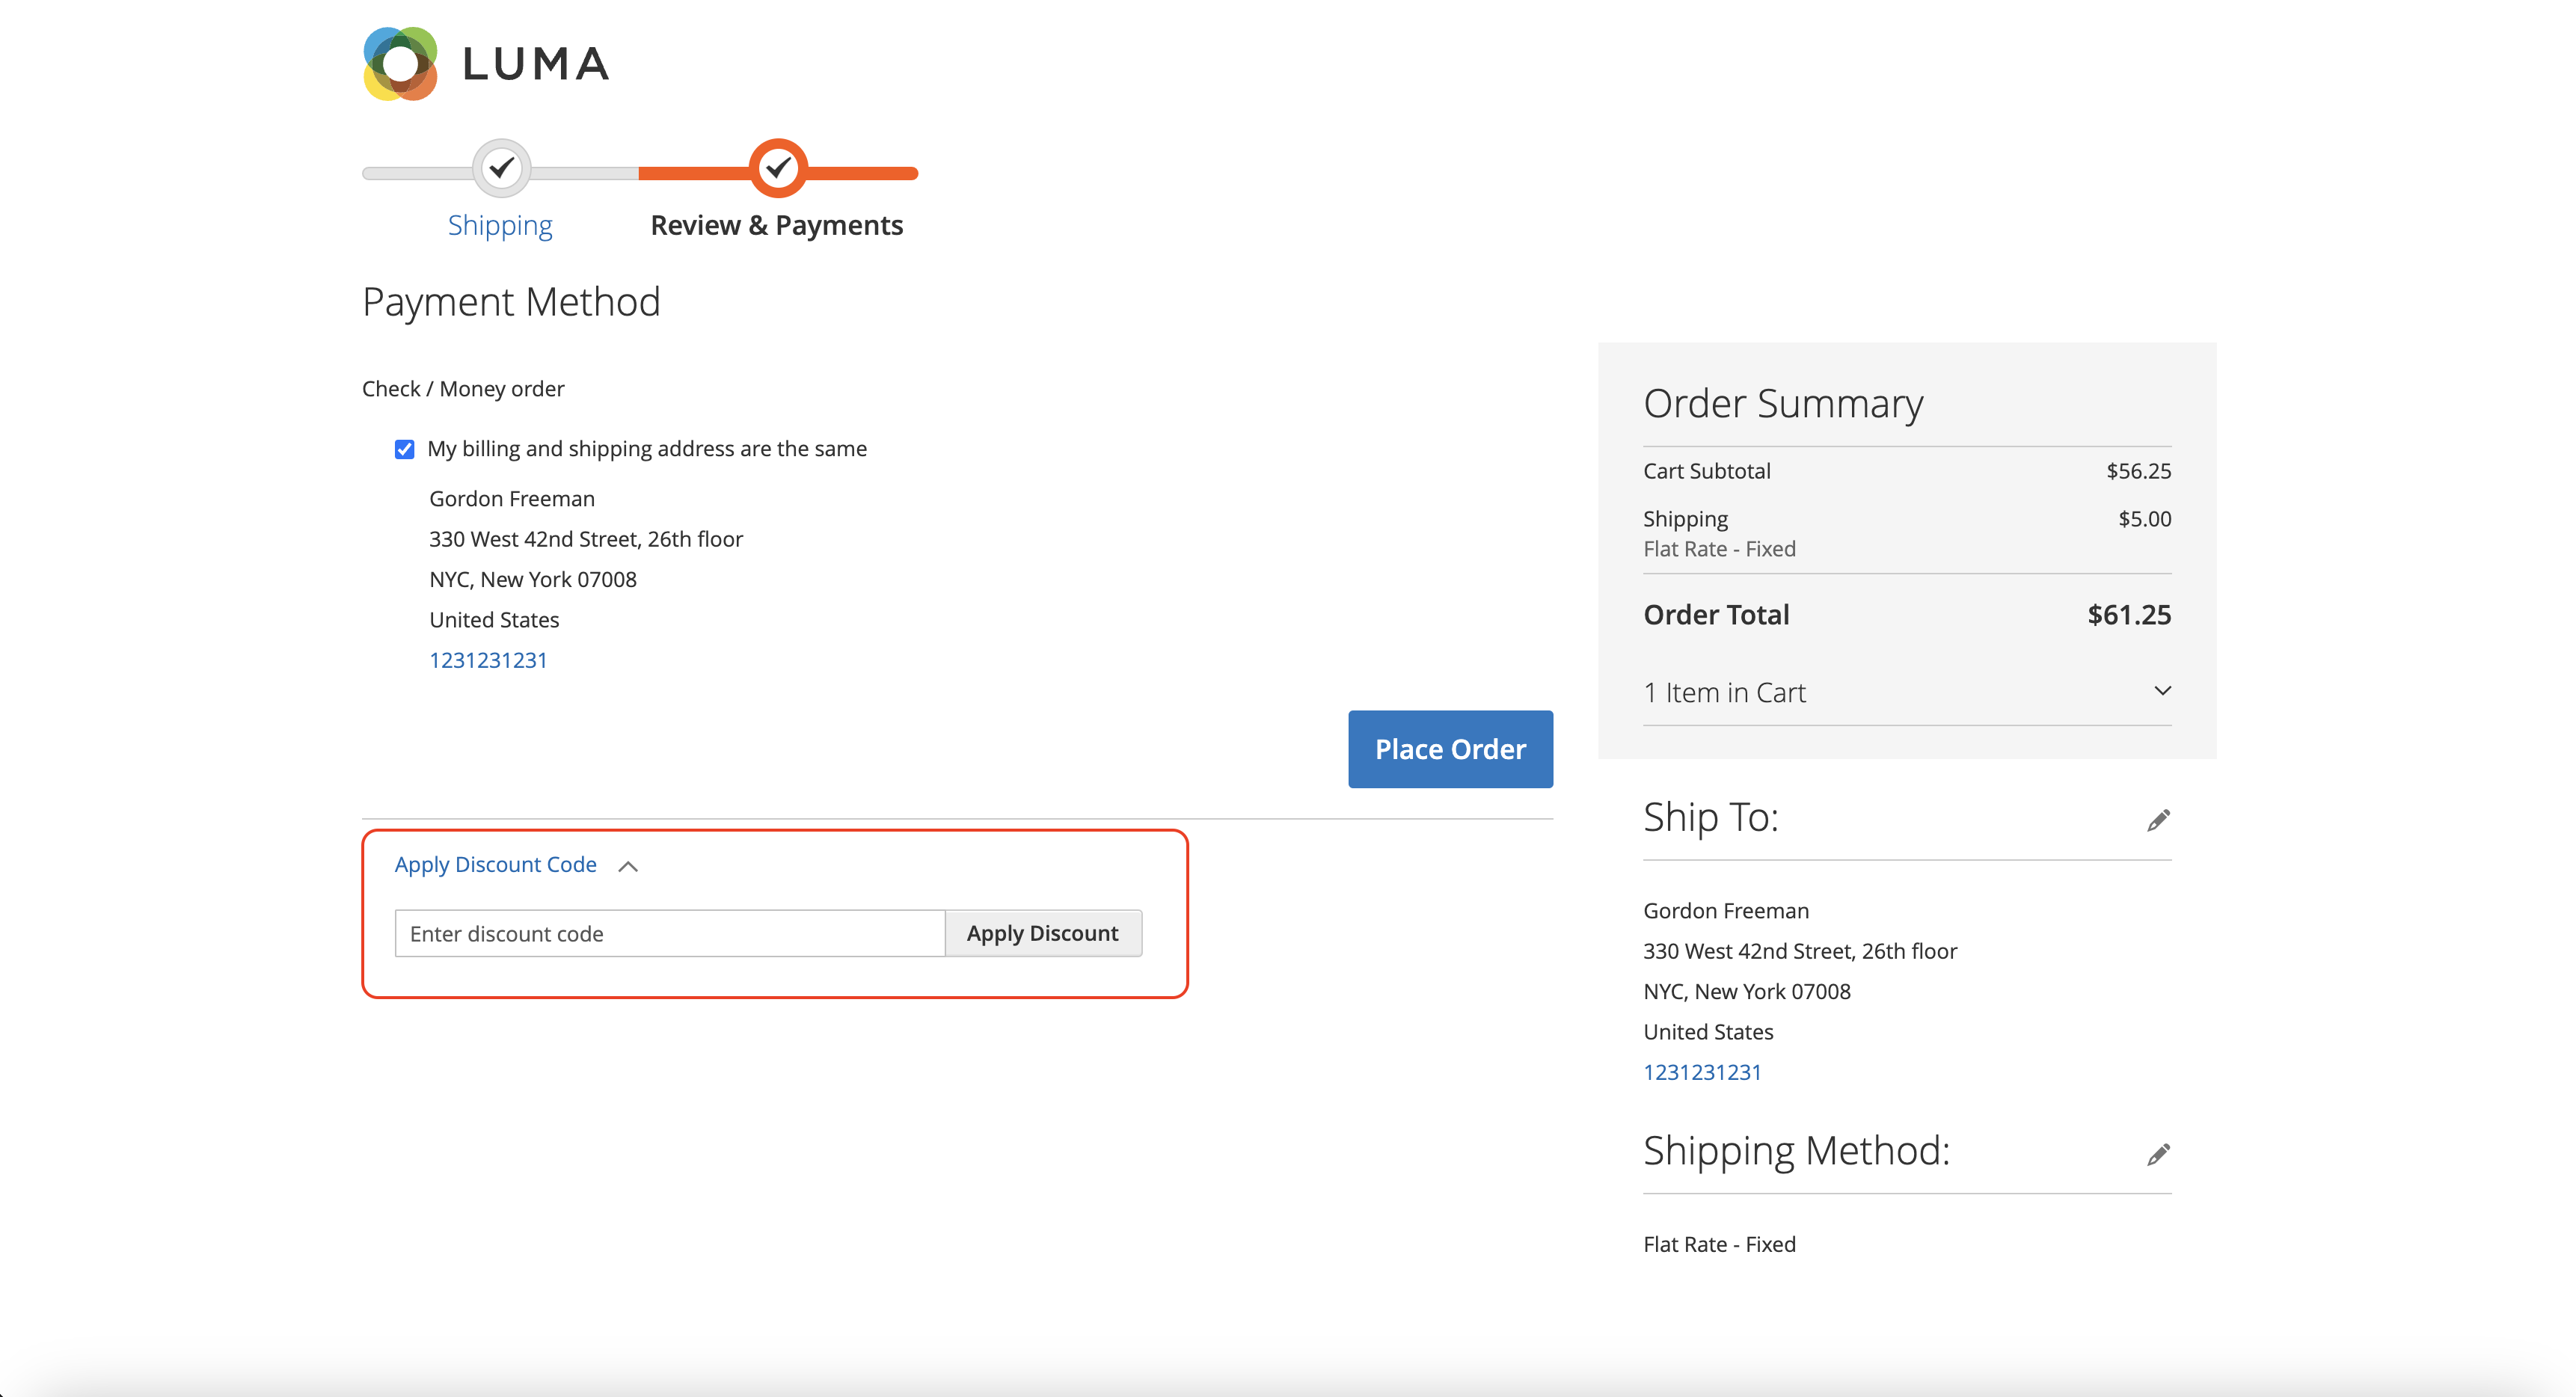 LUMA
Shipping
Review & Payments
Payment Method
Check / Money order
My billing and shipping address are the same
Gordon Freeman
330 West 42nd Street, 26th floor
NYC, New York 07008
United States
1231231231
Place Order
Apply Discount Code
Enter discount code
Apply Discount
Order Summary
Cart Subtotal $56.25
Shipping $5.00
Flat Rate - Fixed
Order Total $61.25
1 Item in Cart
Ship To:
Gordon Freeman
330 West 42nd Street, 26th floor
NYC, New York 07008
United States
1231231231
Shipping Method:
Flat Rate - Fixed